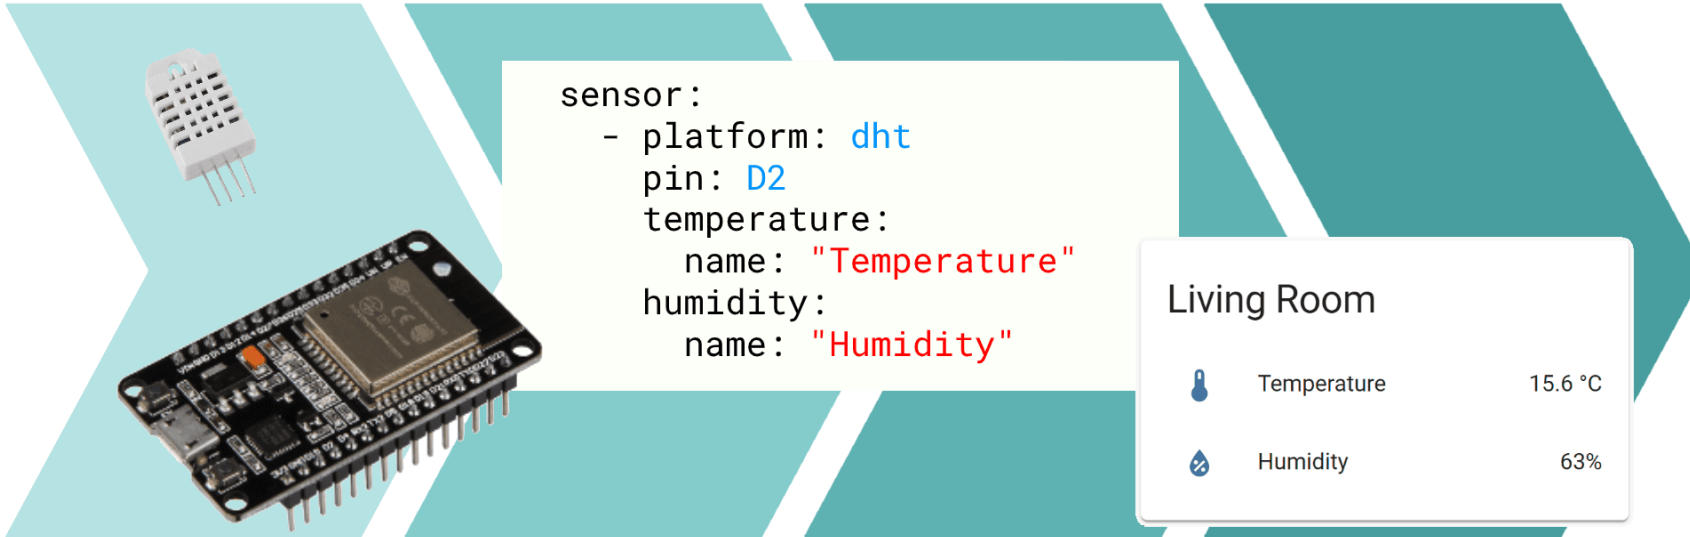 sensor:
- platform: dht
pin: D2
temperature:
name: "Temperature"
humidity:
name: "Humidity"
Living Room
Temperature 15.6 °C
Humidity 63%